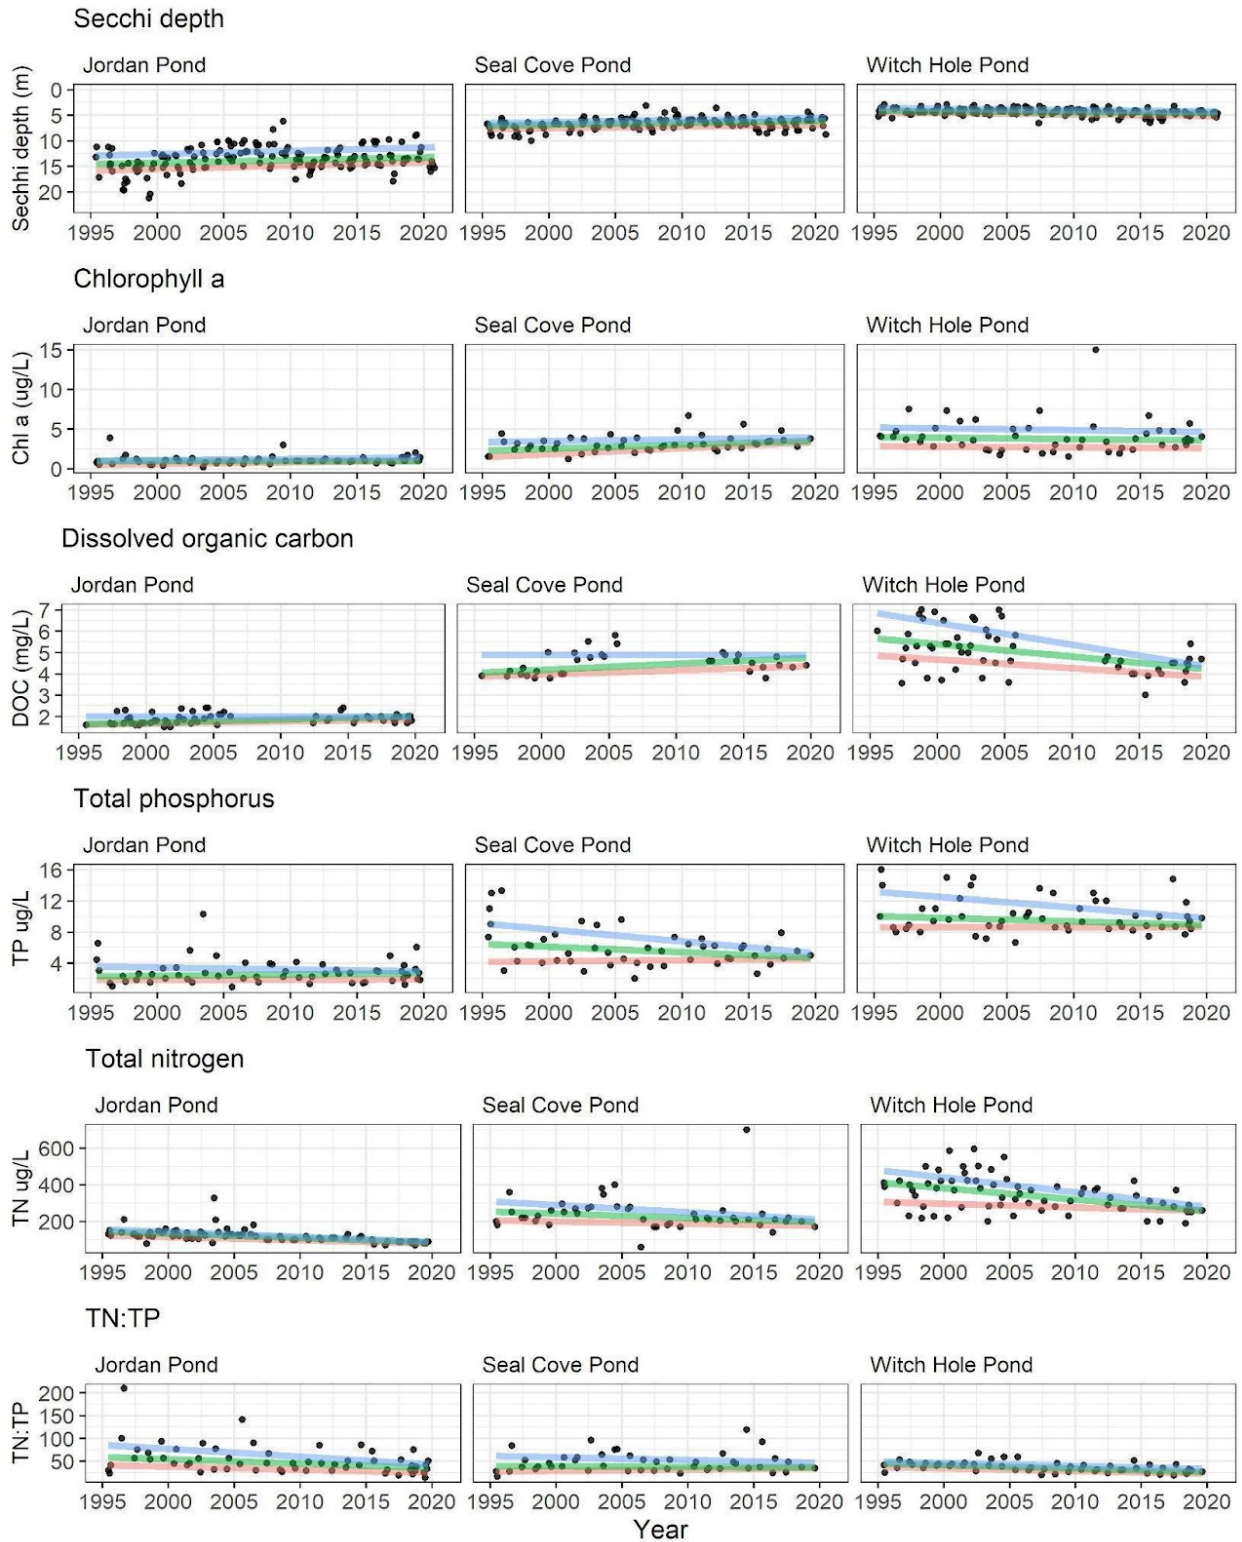 Secchi depth
Jordan Pond Seal Cove Pond Witch Hole Pond
Sechhi depth (m)
0
5
10
15
20
1995 2000 2005 2010 2015 2020 1995 2000 2005 2010 2015 2020 1995 2000 2005 2010 2015 2020
Chlorophyll a
Jordan Pond Seal Cove Pond Witch Hole Pond
Chl a (ug/L)
15
10
5
0
1995 2000 2005 2010 2015 2020 1995 2000 2005 2010 2015 2020 1995 2000 2005 2010 2015 2020
Dissolved organic carbon
Jordan Pond Seal Cove Pond Witch Hole Pond
DOC (mg/L)
7
6
5
4
3
2
1995 2000 2005 2010 2015 2020 1995 2000 2005 2010 2015 2020 1995 2000 2005 2010 2015 2020
Total phosphorus
Jordan Pond Seal Cove Pond Witch Hole Pond
TP ug/L
16
12
8
4
1995 2000 2005 2010 2015 2020 1995 2000 2005 2010 2015 2020 1995 2000 2005 2010 2015 2020
Total nitrogen
Jordan Pond Seal Cove Pond Witch Hole Pond
TN ug/L
600
400
200
1995 2000 2005 2010 2015 2020 1995 2000 2005 2010 2015 2020 1995 2000 2005 2010 2015 2020
TN:TP
Jordan Pond Seal Cove Pond Witch Hole Pond
TN:TP
200
150
100
50
1995 2000 2005 2010 2015 2020 1995 2000 2005 2010 2015 2020 1995 2000 2005 2010 2015 2020
Year